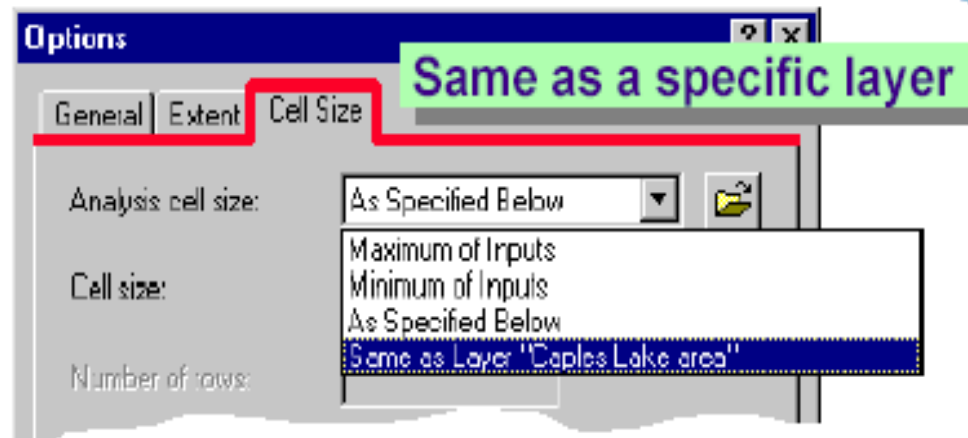 Options
Same as a specific layer
General Extent Cell Size
Analysis cell size: As Specified Below
Maximum of Inputs
Cell size: Minimum of Inputs
As Specified Below
Same as Layer "Caples Lake area"
Number of rows: